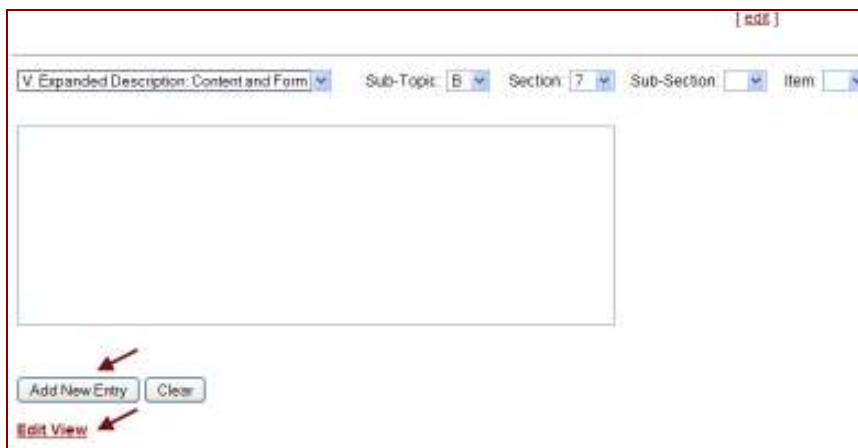 [ edit ]
V. Expanded Description: Content and Form Sub-Topic: B Section: 7 Sub-Section: Item:
Add New Entry Clear
Edit View